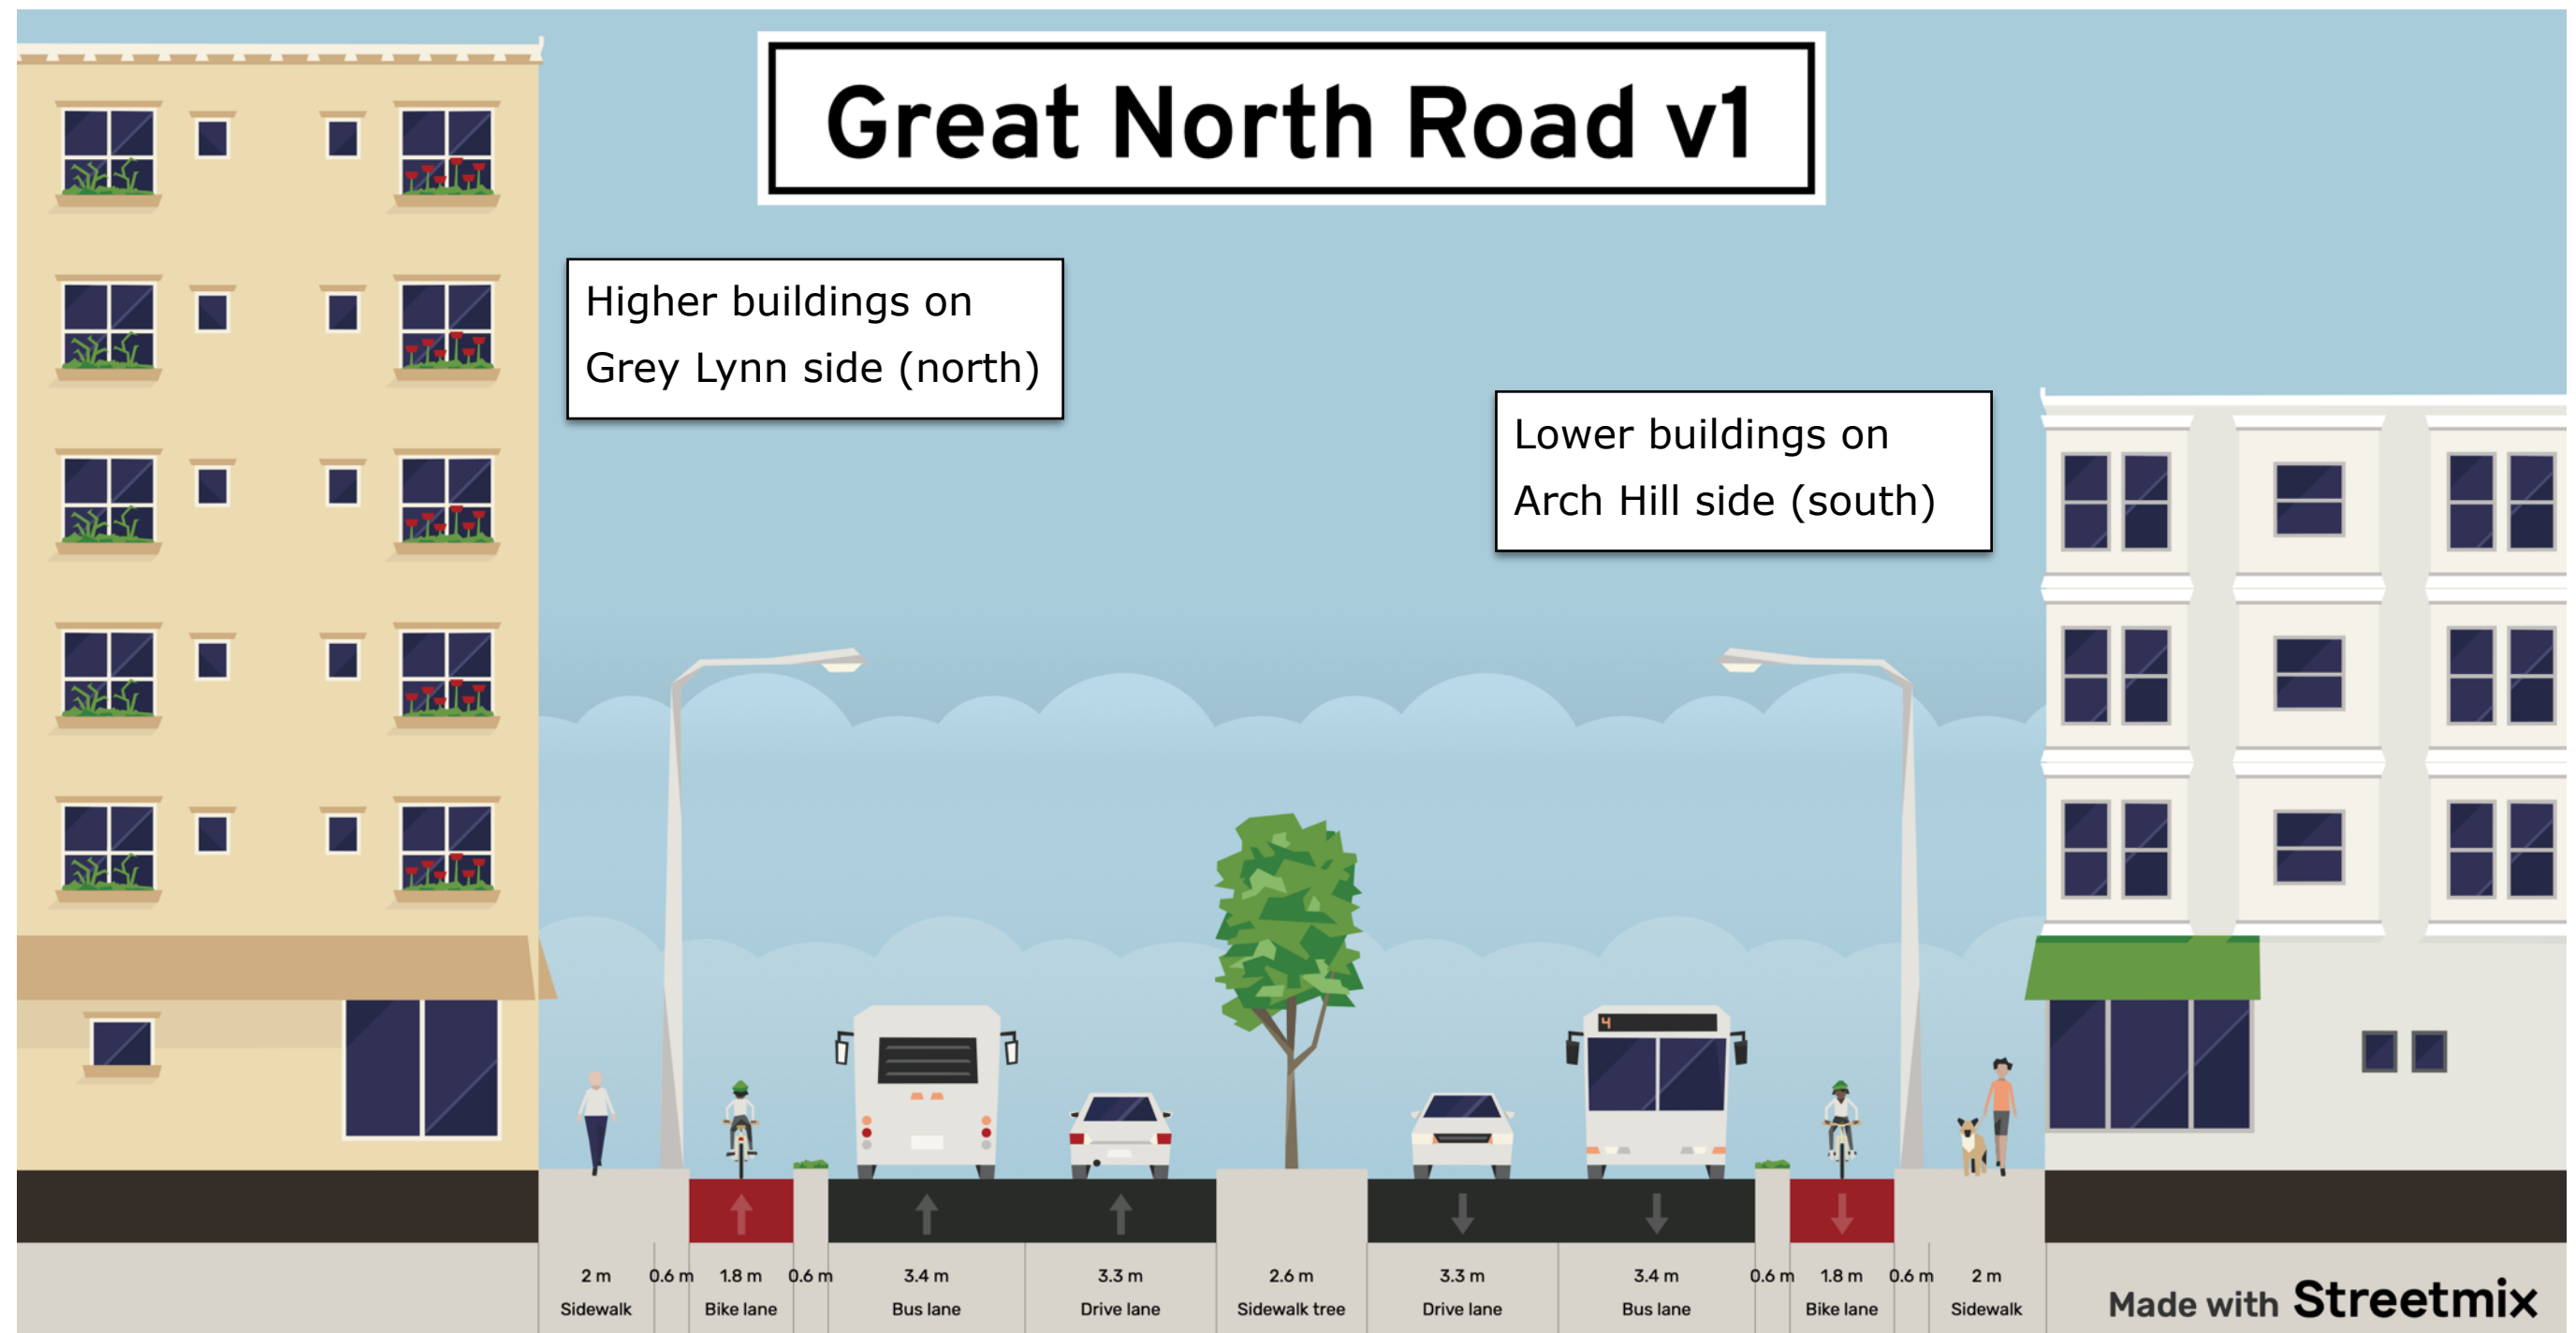 Great North Road v1
Higher buildings on
Grey Lynn side (north)
Lower buildings on
Arch Hill side (south)
4
2 m
0.6 m
1.8 m
0.6 m
3.4 m
3.3 m
2.6 m
3.3 m
3.4 m
0.6 m
1.8 m
0.6 m
2 m
Sidewalk
Bike lane
Bus lane
Drive lane
Sidewalk tree
Drive lane
Bus lane
Bike lane
Sidewalk
Made with Streetmix